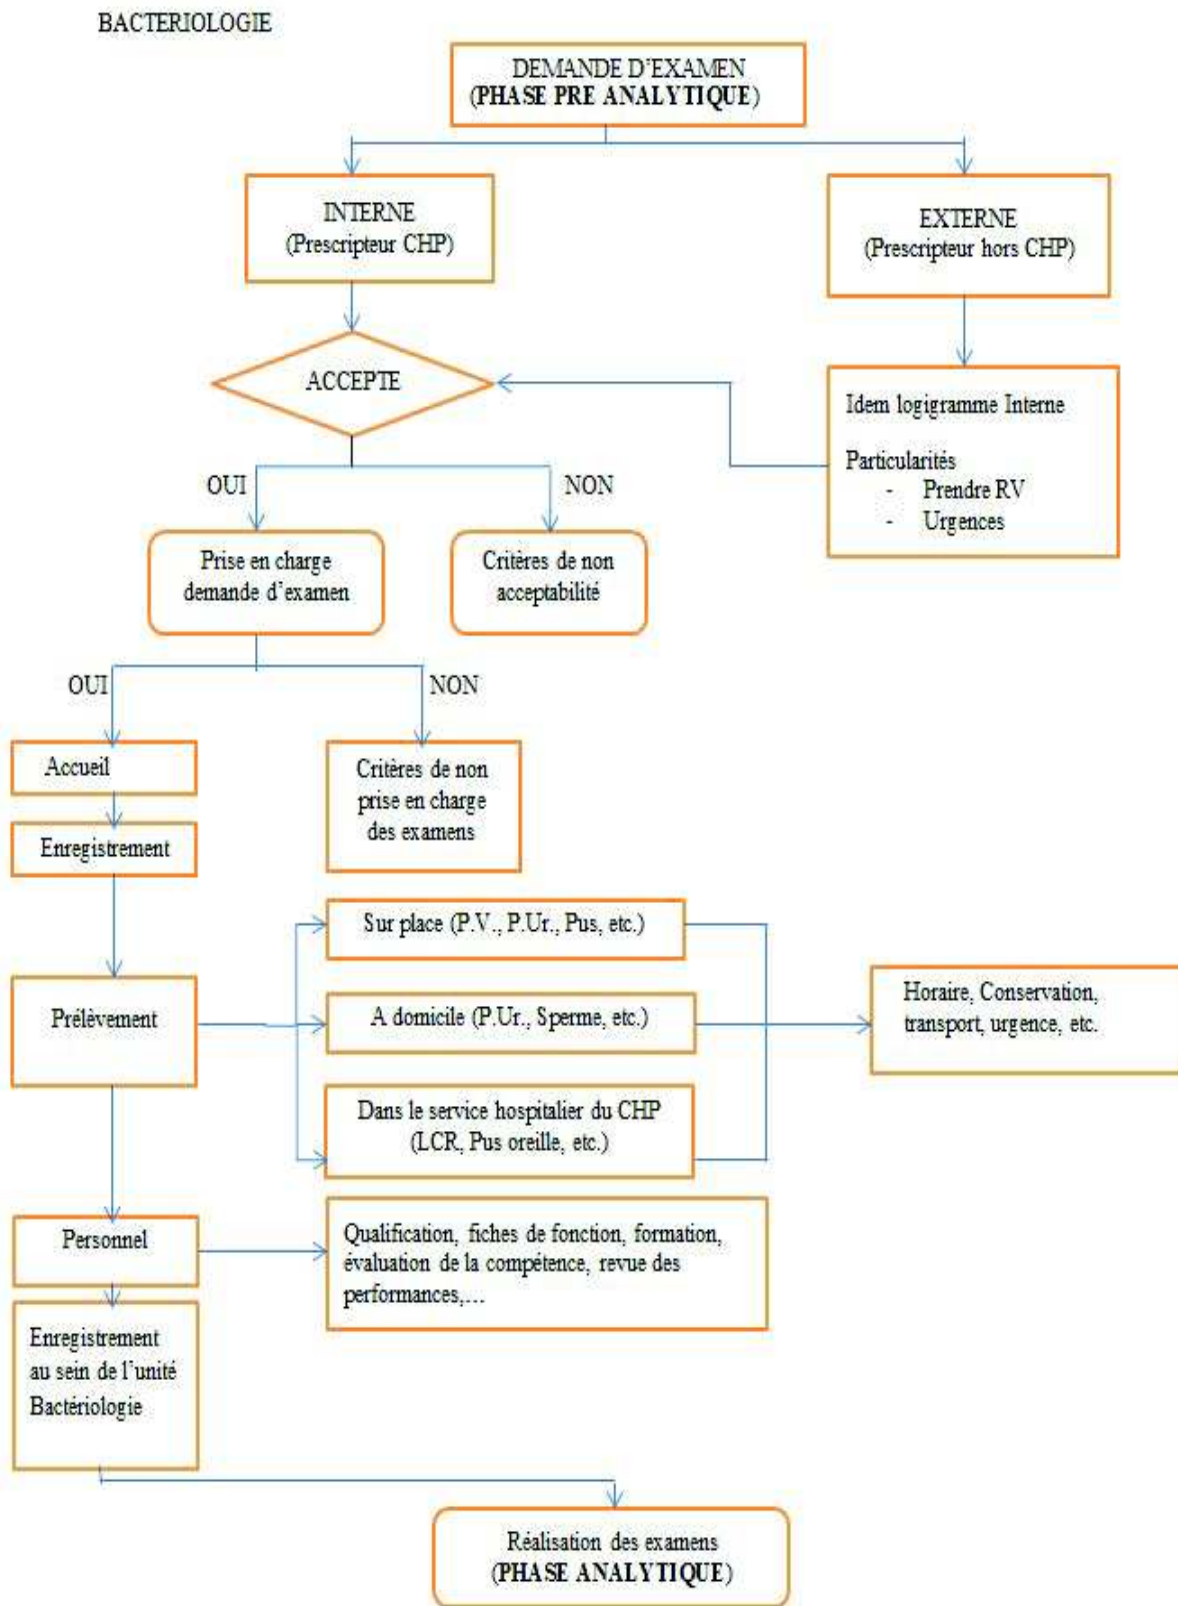 BACTERIOLOGIE
DEMANDE D'EXAMEN
(PHASE PRE ANALYTIQUE)
INTERNE
(Prescripteur CHP)
EXTERNE
(Prescripteur hors CHP)
ACCEPTE
Idem logigramme Interne
Particularités
- Prendre RV
- Urgences
OUI
NON
Prise en charge
demande d'examen
Critères de non
acceptabilité
OUI
NON
Accueil
Critères de non
prise en charge
des examens
Enregistrement
Prélèvement
Sur place (P.V., P.Ur., Pus, etc.)
A domicile (P.Ur., Sperme, etc.)
Dans le service hospitalier du CHP
(LCR, Pus oreille, etc.)
Horaire, Conservation,
transport, urgence, etc.
Personnel
Qualification, fiches de fonction, formation,
évaluation de la compétence, revue des
performances,…
Enregistrement
au sein de l'unité
Bactériologie
Réalisation des examens
(PHASE ANALYTIQUE)